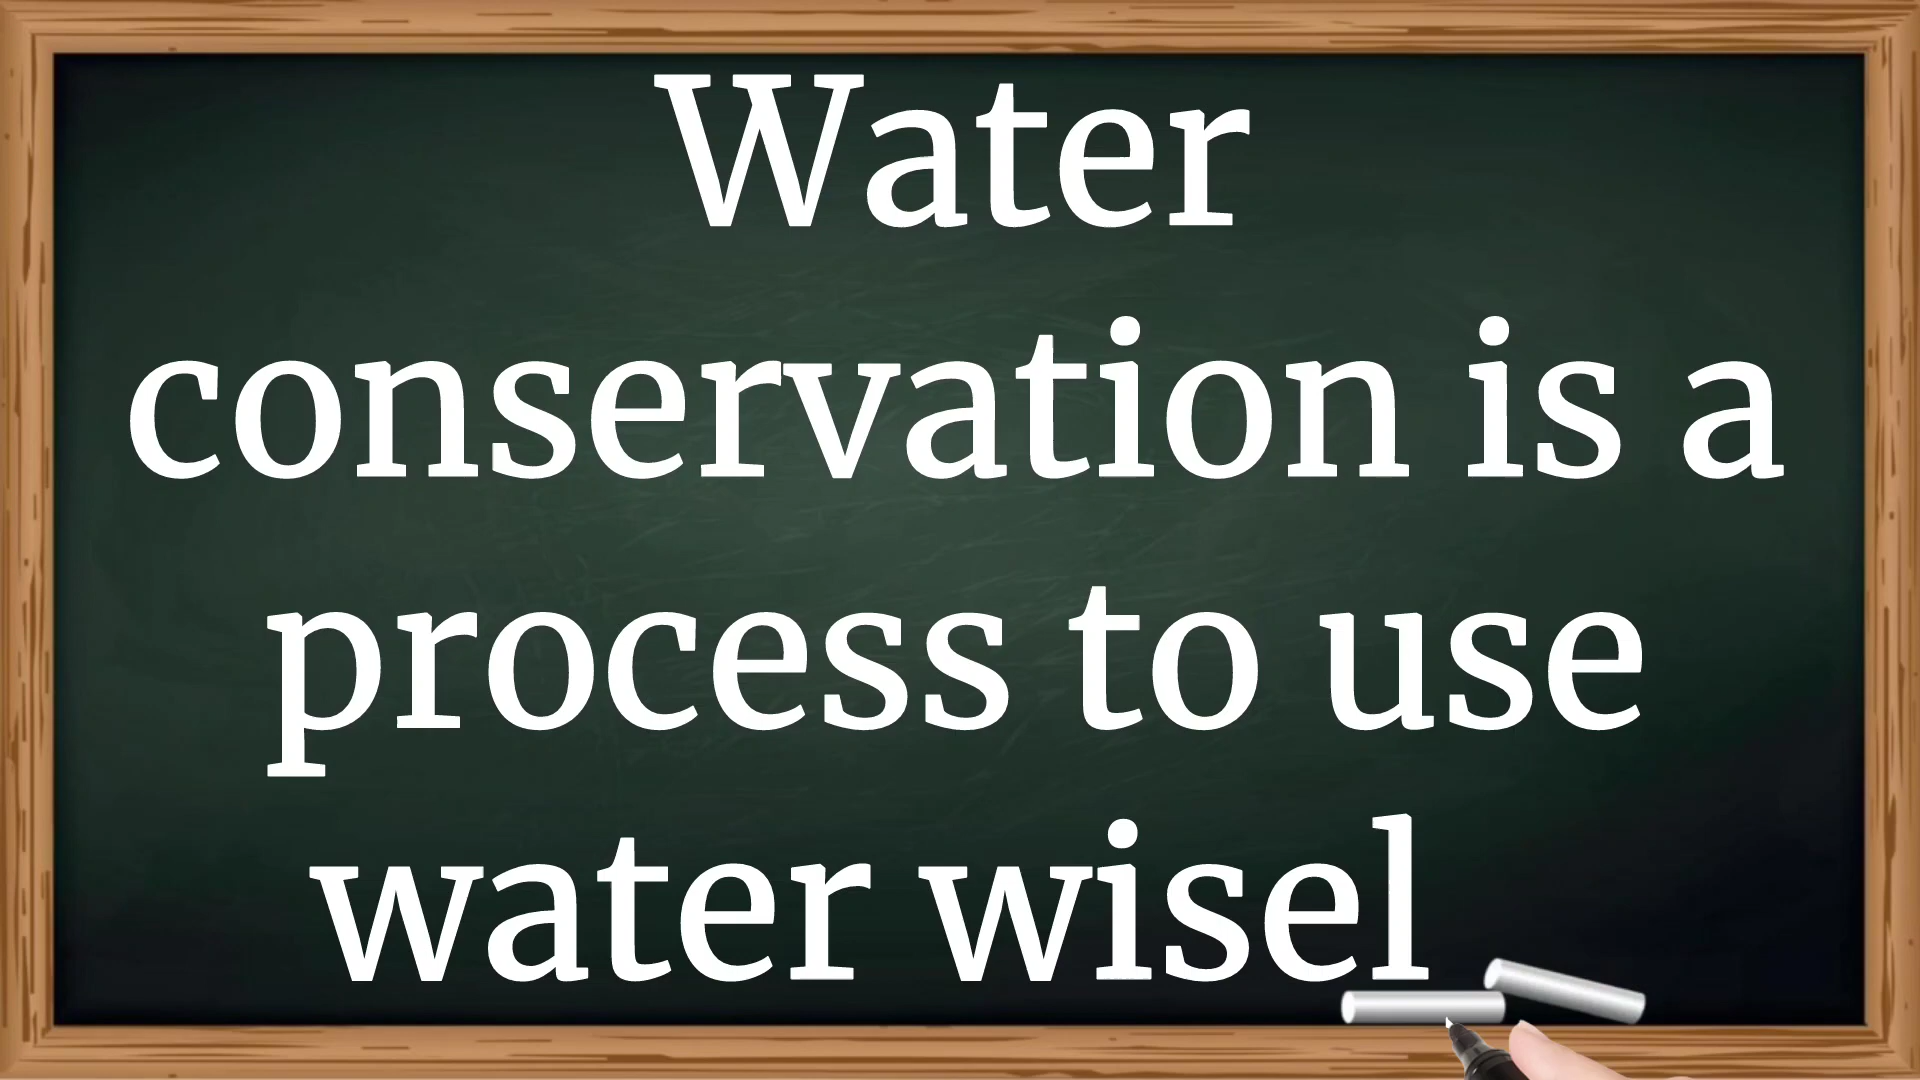 Water
conservation is a
process to use
water wisel